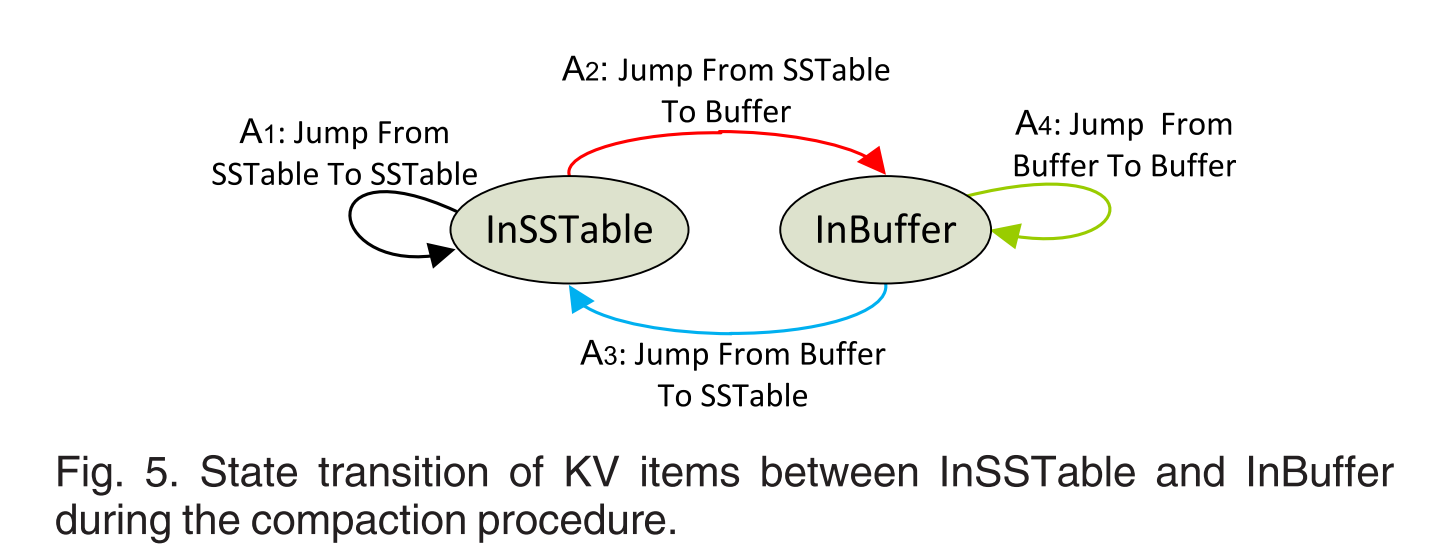 A2: Jump From SSTable
To Buffer
A1: Jump From
SSTable To SSTable
A4: Jump From
Buffer To Buffer
InSSTable
InBuffer
A3: Jump From Buffer
To SSTable
Fig. 5. State transition of KV items between InSSTable and InBuffer
during the compaction procedure.